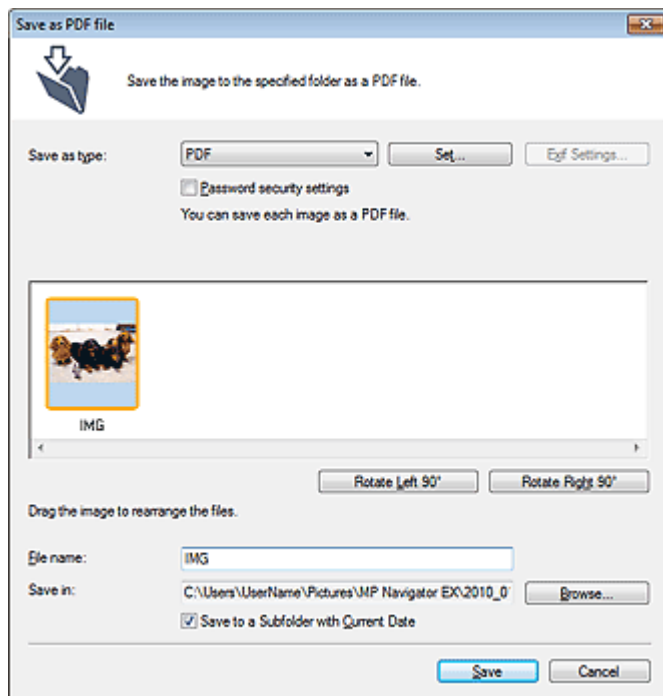 Save as PDF file
Save the image to the specified folder as a PDF file.
Save as type: PDF Set... Exif Settings...
Password security settings
You can save each image as a PDF file.
IMG
Rotate Left 90° Rotate Right 90°
Drag the image to rearrange the files.
File name: IMG
Save in: C:\Users\UserName\Pictures\MP Navigator EX\2010_0 Browse...
Save to a Subfolder with Current Date
Save Cancel